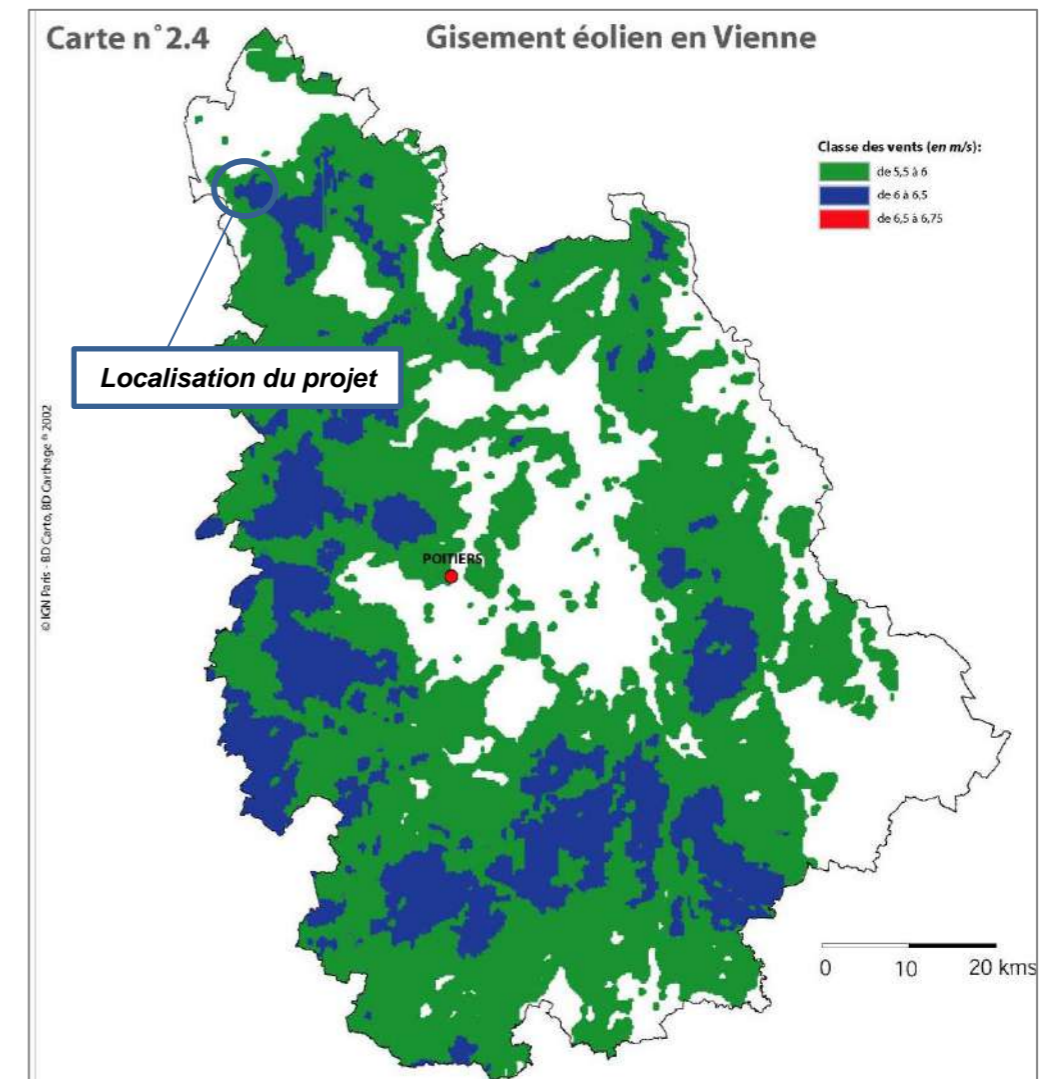 Carte n°2.4
Gisement éolien en Vienne
Classe des vents (en m/s):
de 5,5 à 6
de 6 à 6,5
de 6,5 à 6,75
Localisation du projet
© IGN Paris - BD Carto, BD Carthage ® 2002
POITIERS
0 10 20 kms